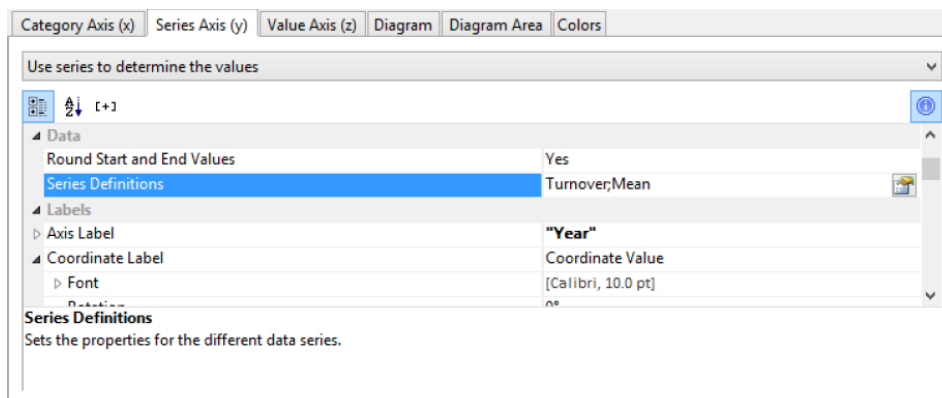 Category Axis (x) Series Axis (y) Value Axis (z) Diagram Diagram Area Colors
Use series to determine the values
Data
Round Start and End Values Yes
Series Definitions Turnover;Mean
Labels
Axis Label "Year"
Coordinate Label Coordinate Value
Font [Calibri, 10.0 pt]
Series Definitions
Sets the properties for the different data series.